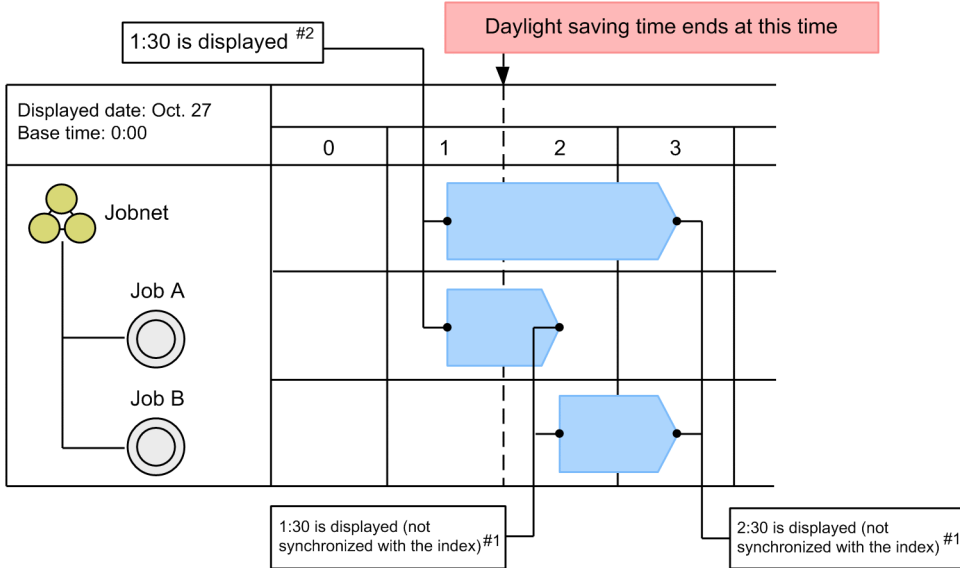 Daylight saving time ends at this time
1:30 is displayed #2
Displayed date: Oct. 27
Base time: 0:00
0 1 2 3
Jobnet
Job A
Job B
1:30 is displayed (not
synchronized with the index) #1
2:30 is displayed (not
synchronized with the index) #1